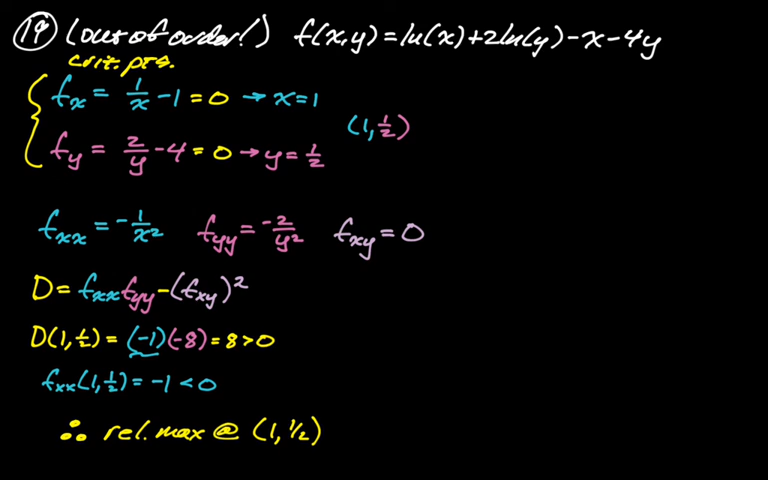 19 (out of order!) f(x,y) = ln(x) + 2ln(y) - x - 4y
crit. pts.
fx = 1/x - 1 = 0 → x = 1
(1, 1/2)
fy = 2/y - 4 = 0 → y = 1/2
fxx = -1/x² fyy = -2/y² fxy = 0
D = fxx fyy - (fxy)²
D(1, 1/2) = (-1)(-8) = 8 > 0
fxx(1, 1/2) = -1 < 0
∴ rel. max @ (1, 1/2)